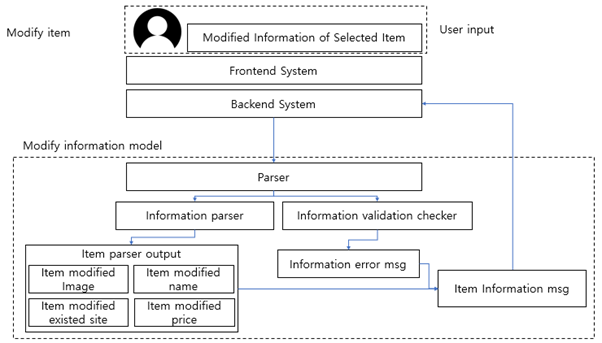 Modify item
Modified Information of Selected Item
User input
Frontend System
Backend System
Modify information model
Parser
Information parser
Information validation checker
Item parser output
Item modified
Image
Item modified
name
Item modified
existed site
Item modified
price
Information error msg
Item Information msg